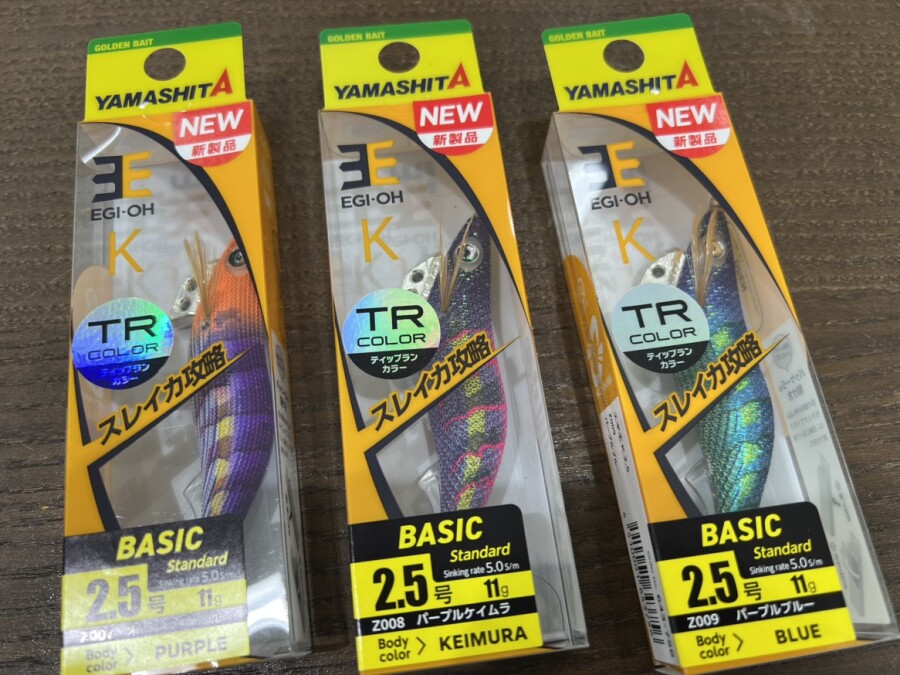 GOLDEN BAIT
YAMASHITA
NEW
新製品
EGI-OH
K
TR
COLOR
ティップラン
カラー
スレイカ攻略
BASIC
Standard
Sinking rate 5.0 s/m
2.5号
11g
Z007
Body color > PURPLE
GOLDEN BAIT
YAMASHITA
NEW
新製品
EGI-OH
K
TR
COLOR
ティップラン
カラー
スレイカ攻略
BASIC
Standard
Sinking rate 5.0 s/m
2.5号
11g
Z008 パープルケイムラ
Body color > KEIMURA
GOLDEN BAIT
YAMASHITA
NEW
新製品
EGI-OH
K
TR
COLOR
ティップラン
カラー
スレイカ攻略
BASIC
Standard
Sinking rate 5.0 s/m
2.5号
11g
Z009 パープルブルー
Body color > BLUE